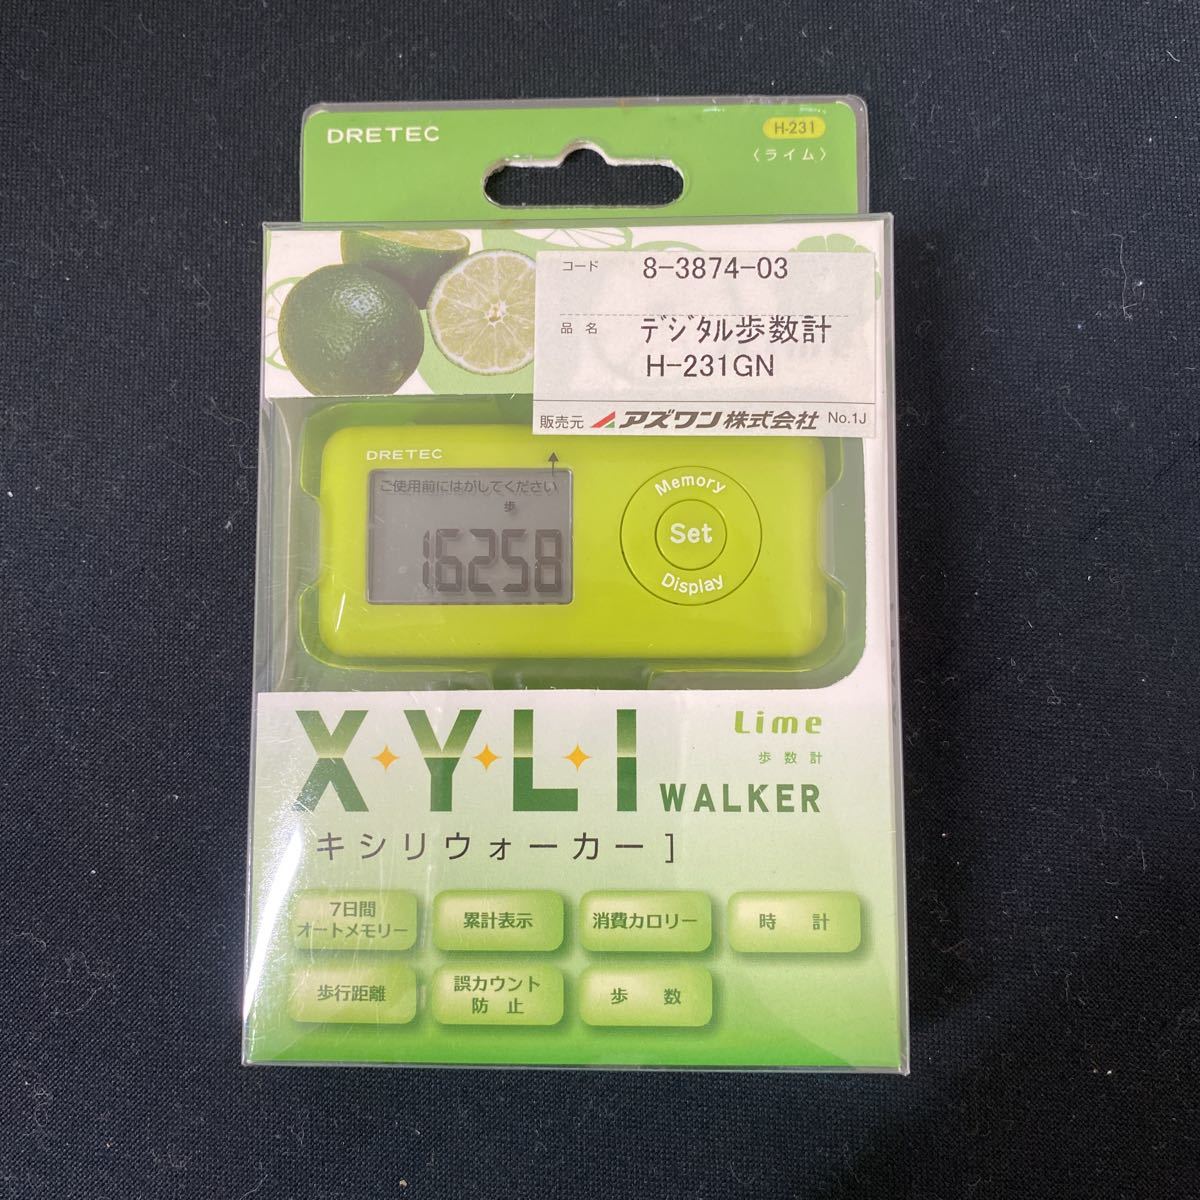 DRETEC
H-231
〈ライム〉
コード 8-3874-03
品名 ﾃﾞｼﾞﾀﾙ歩数計
H-231GN
販売元 アズワン株式会社 No.1J
DRETEC
ご使用前にはがしてください
歩
16258
Memory
Set
Display
X・Y・L・I
Lime
歩数計
WALKER
キシリウォーカー]
7日間
オートメモリー
累計表示
消費カロリー
時計
歩行距離
誤カウント
防止
歩数